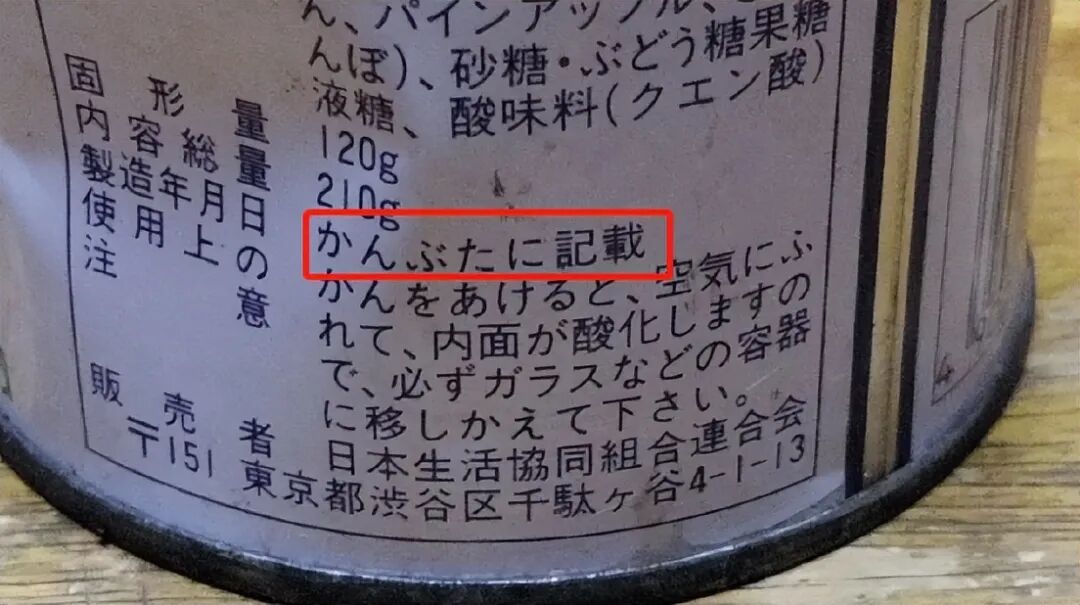 ん、パインアップル、
んぼ)、砂糖・ぶどう糖果糖
液糖、酸味料(クエン酸)
固形量 120g
内容総量 210g
製造年月日 かんぶたに記載
使用上の注意 かんをあけると、空気にふ
れて、内面が酸化しますの
で、必ずガラスなどの容器
に移しかえて下さい。
販売者 日本生活協同組合連合会
〒151 東京都渋谷区千駄ヶ谷4-1-13
4